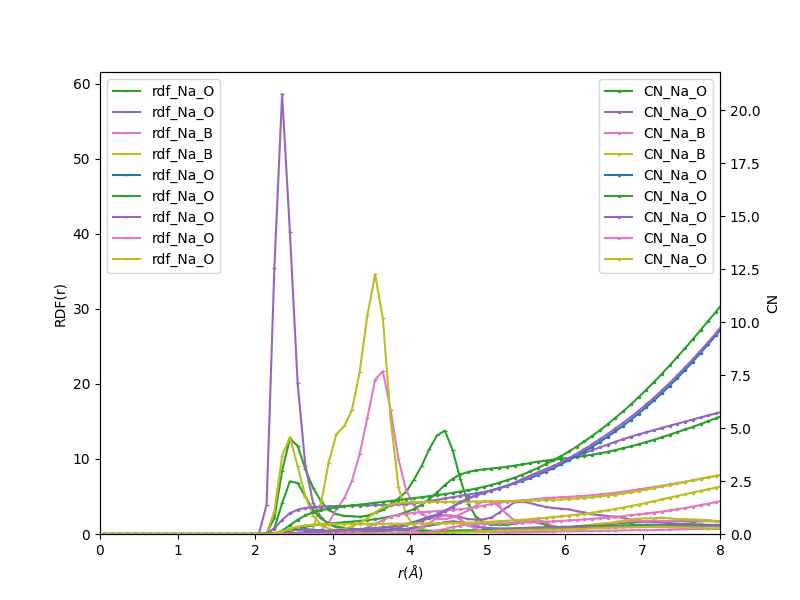 60
50
40
30
20
10
0
RDF(r)
rdf_Na_O
rdf_Na_O
rdf_Na_B
rdf_Na_B
rdf_Na_O
rdf_Na_O
rdf_Na_O
rdf_Na_O
rdf_Na_O
CN_Na_O
CN_Na_O
CN_Na_B
CN_Na_B
CN_Na_O
CN_Na_O
CN_Na_O
CN_Na_O
CN_Na_O
20.0
17.5
15.0
12.5
10.0
7.5
5.0
2.5
0.0
CN
0 1 2 3 4 5 6 7 8
r(Å)